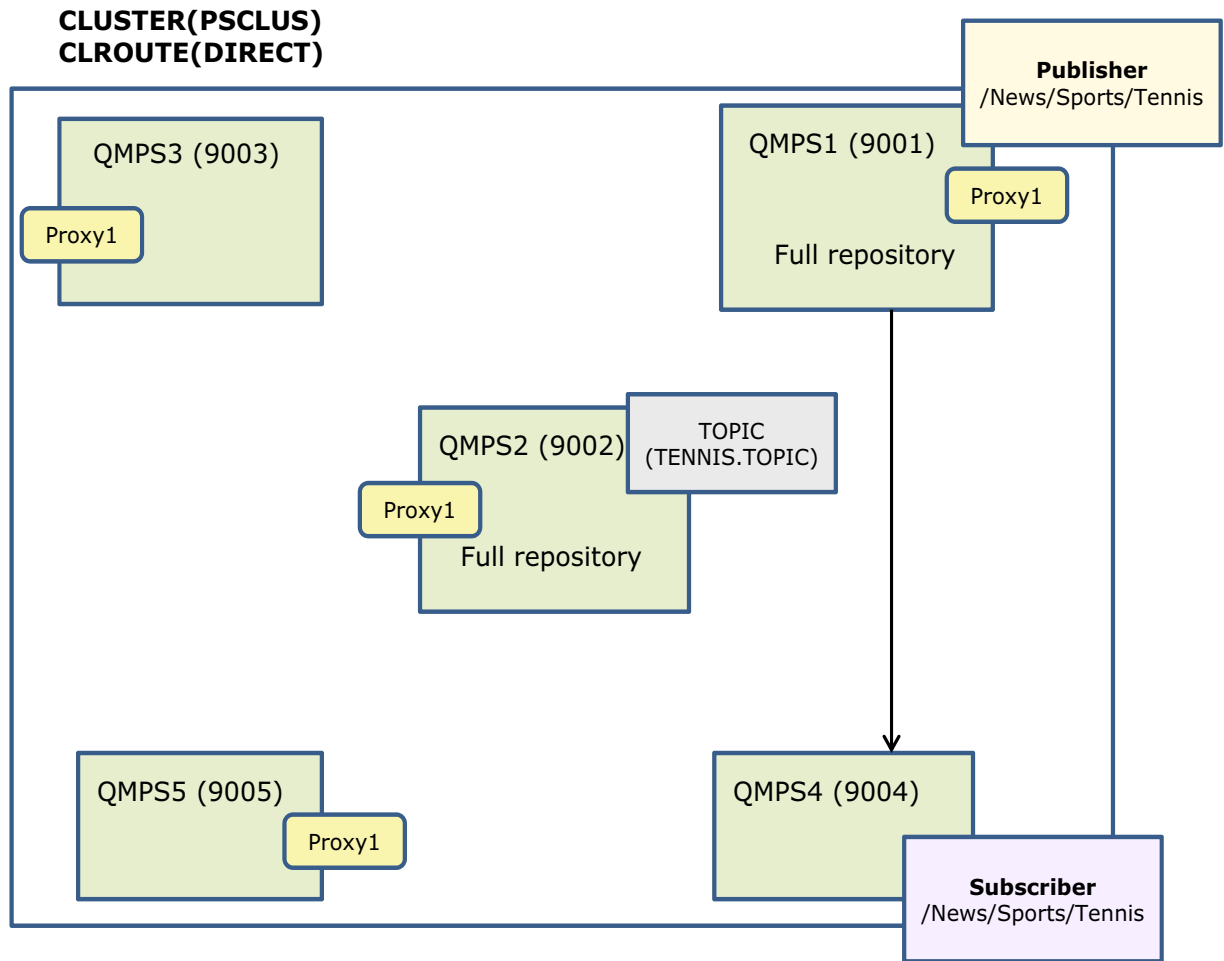 CLUSTER(PSCLUS)
CLROUTE(DIRECT)
Publisher
/News/Sports/Tennis
QMPS3 (9003)
Proxy1
QMPS1 (9001)
Proxy1
Full repository
QMPS2 (9002)
TOPIC
(TENNIS.TOPIC)
Proxy1
Full repository
QMPS5 (9005)
Proxy1
QMPS4 (9004)
Subscriber
/News/Sports/Tennis